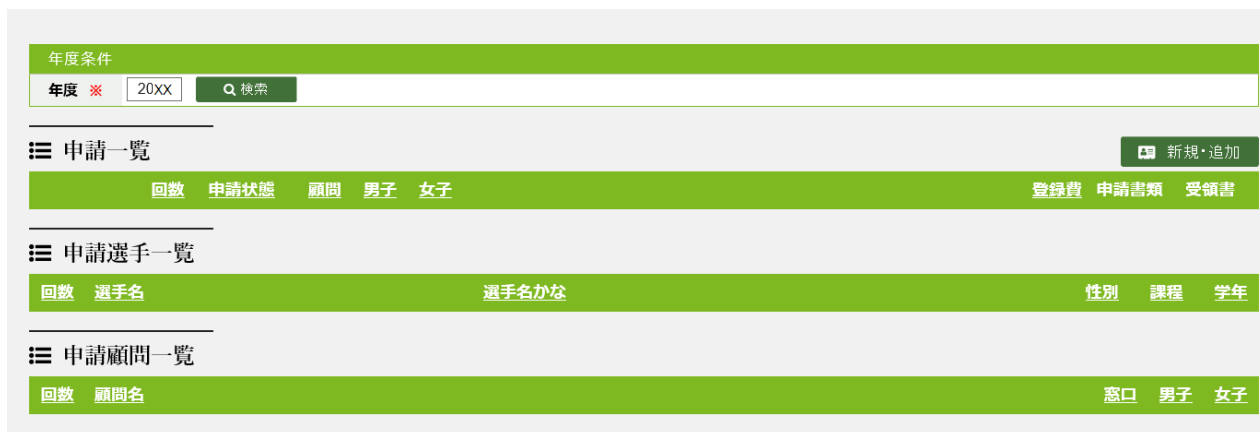 年度条件
年度 ※ 20XX 検索
申請一覧 新規・追加
回数 申請状態 顧問 男子 女子 登録費 申請書類 受領書
申請選手一覧
回数 選手名 選手名かな 性別 課程 学年
申請顧問一覧
回数 顧問名 窓口 男子 女子